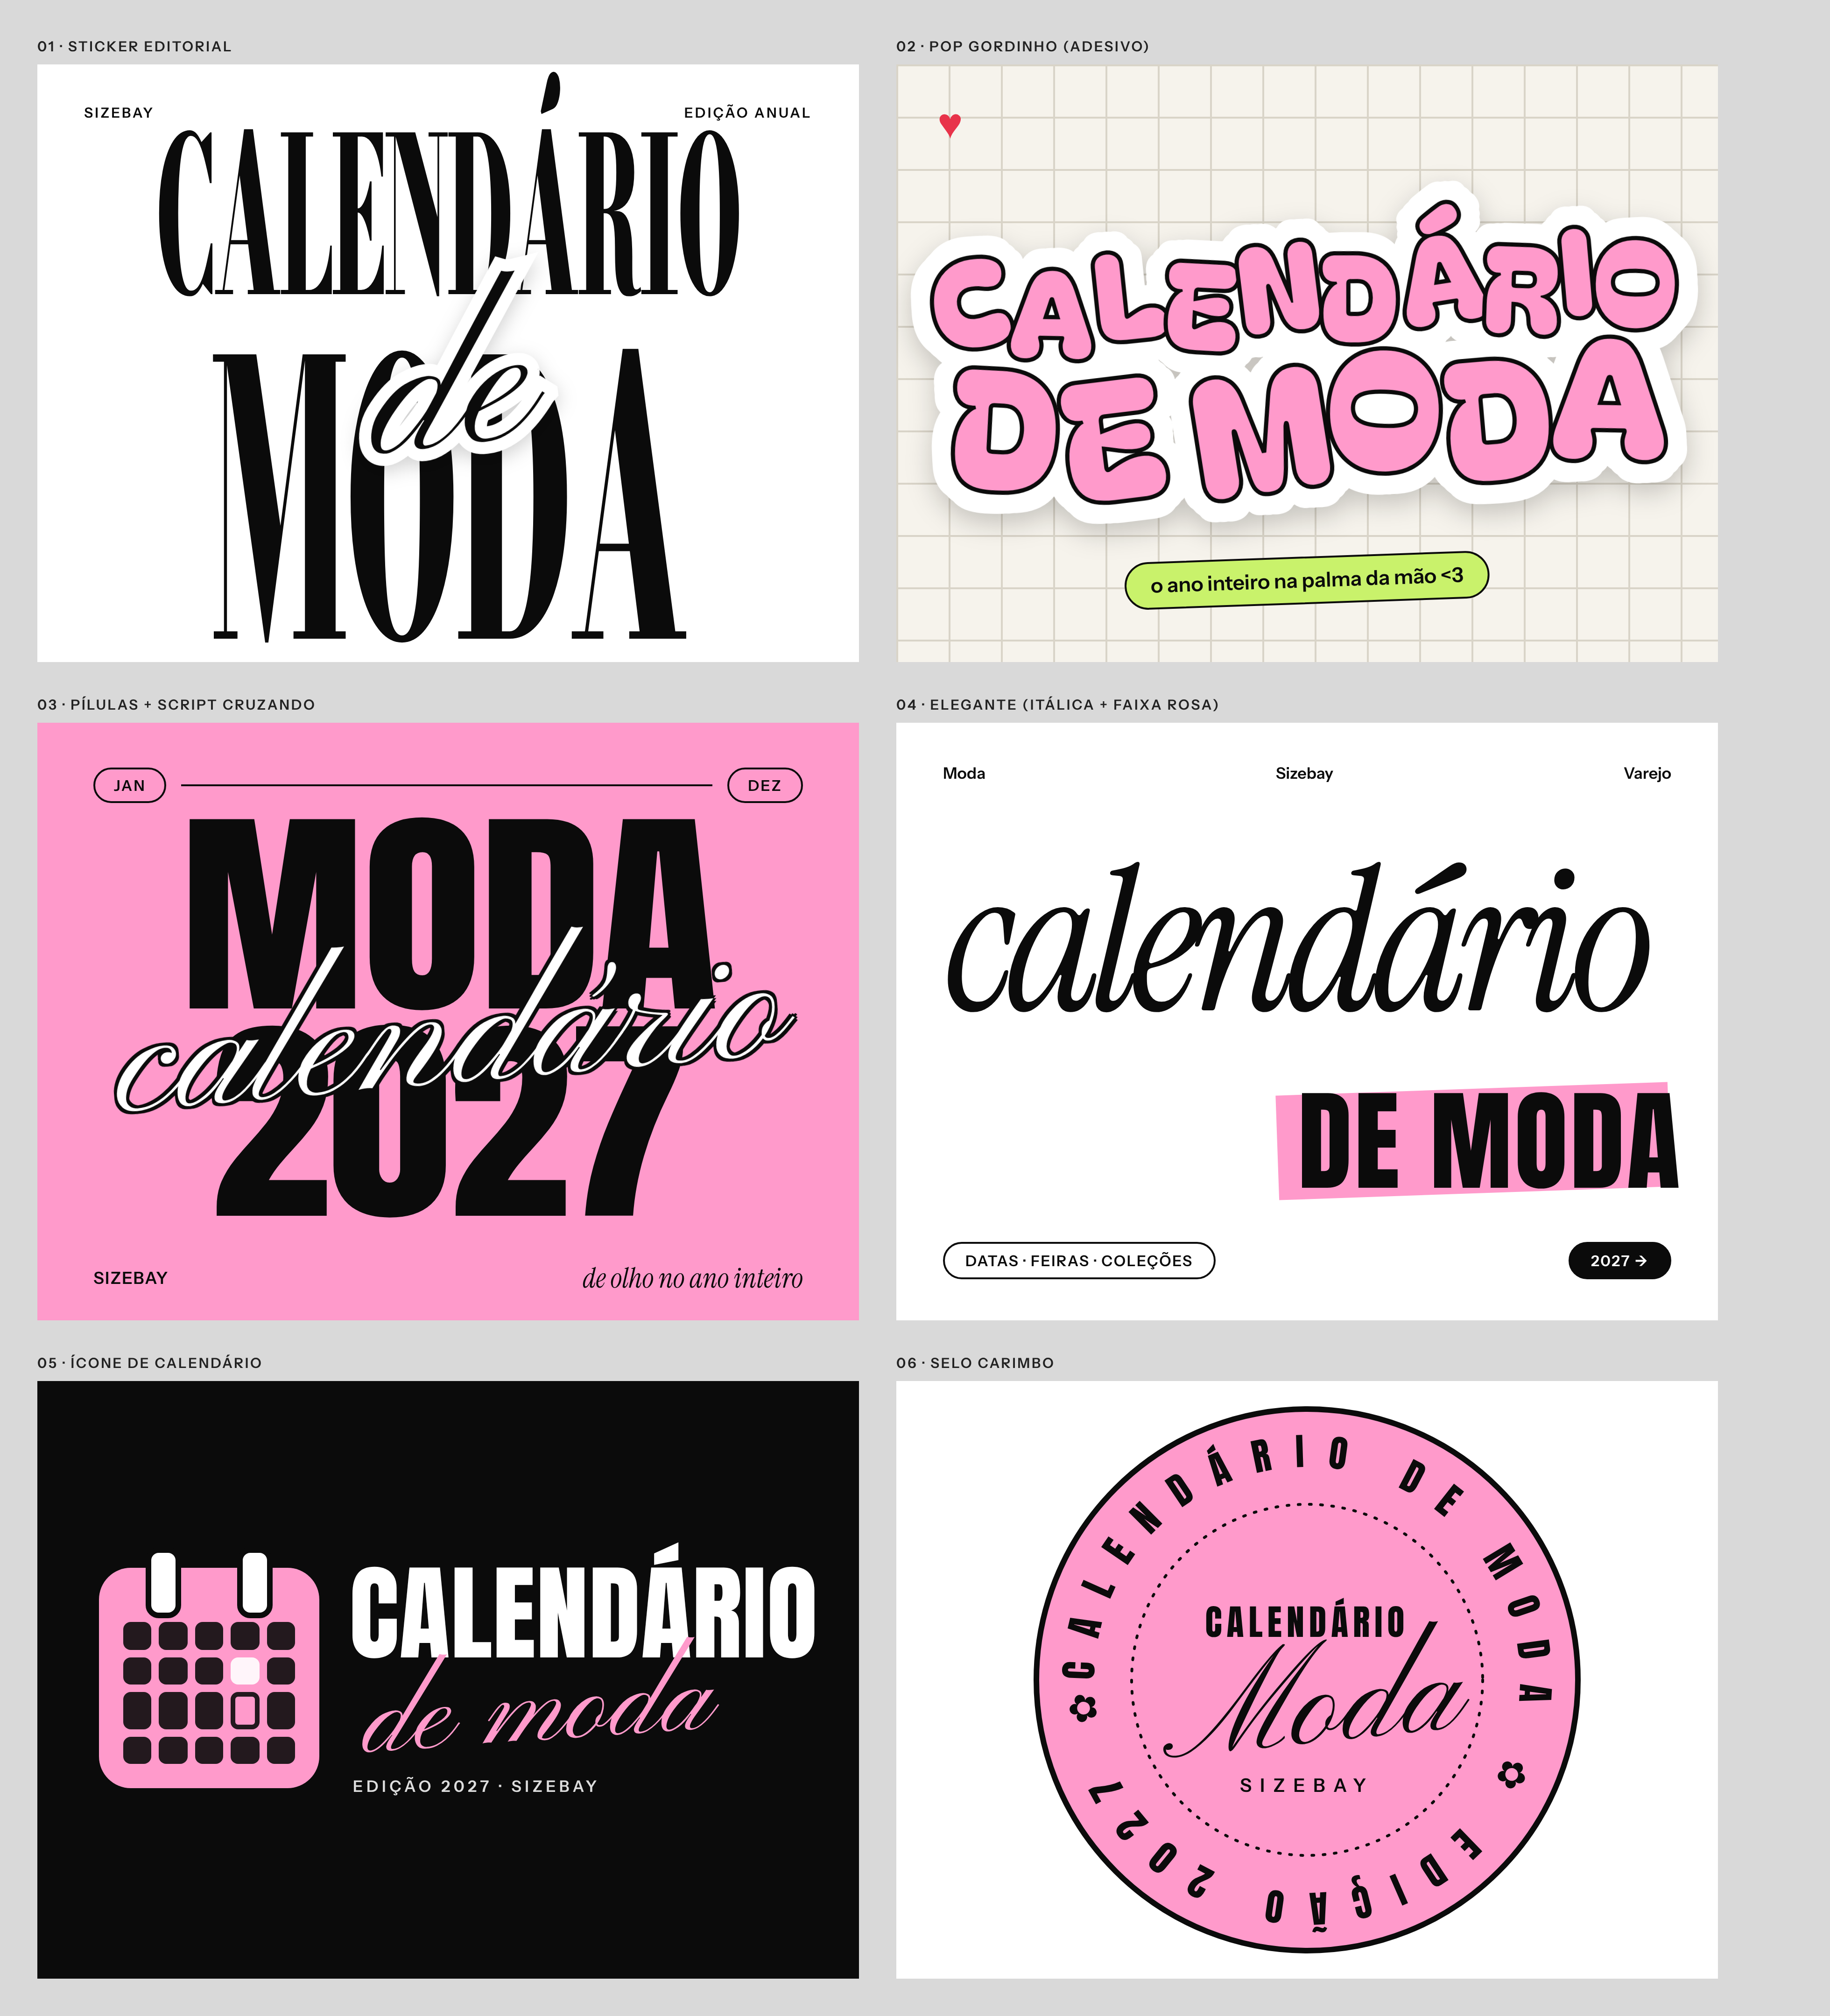 01 · STICKER EDITORIAL
SIZEBAY
EDIÇÃO ANUAL
CALENDÁRIO
de
MODA
02 · POP GORDINHO (ADESIVO)
♥
CALENDÁRIO
DE MODA
o ano inteiro na palma da mão <3
03 · PÍLULAS + SCRIPT CRUZANDO
JAN
DEZ
MODA
calendário
2027
SIZEBAY
de olho no ano inteiro
04 · ELEGANTE (ITÁLICA + FAIXA ROSA)
Moda
Sizebay
Varejo
calendário
DE MODA
DATAS · FEIRAS · COLEÇÕES
2027 →
05 · ÍCONE DE CALENDÁRIO
CALENDÁRIO
de moda
EDIÇÃO 2027 · SIZEBAY
06 · SELO CARIMBO
✿ CALENDÁRIO DE MODA ✿ EDIÇÃO 2027
CALENDÁRIO
Moda
SIZEBAY